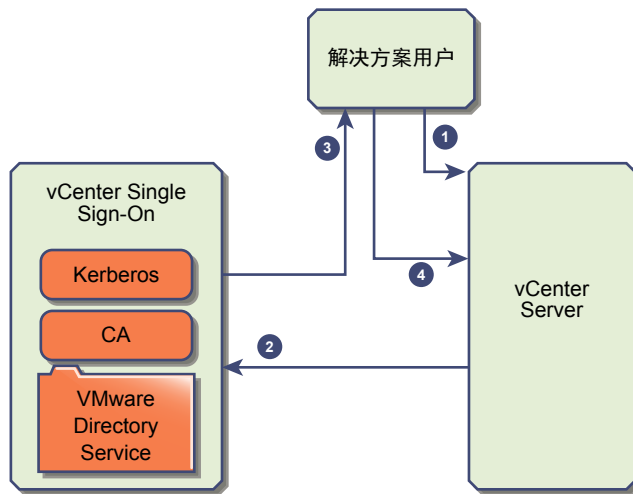 解决方案用户
1
3
vCenter Single
Sign-On
Kerberos
4
vCenter
Server
CA
2
VMware
Directory
Service